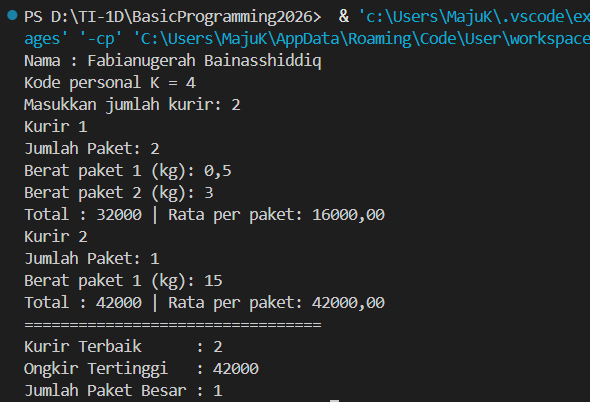 PS D:\TI-1D\BasicProgramming2026>  & 'c:\Users\MajuK\.vscode\ex
ages' '-cp' 'C:\Users\MajuK\AppData\Roaming\Code\User\workspace
Nama : Fabianugerah Bainasshiddiq
Kode personal K = 4
Masukkan jumlah kurir: 2
Kurir 1
Jumlah Paket: 2
Berat paket 1 (kg): 0,5
Berat paket 2 (kg): 3
Total : 32000 | Rata per paket: 16000,00
Kurir 2
Jumlah Paket: 1
Berat paket 1 (kg): 15
Total : 42000 | Rata per paket: 42000,00
=================================
Kurir Terbaik      : 2
Ongkir Tertinggi   : 42000
Jumlah Paket Besar : 1